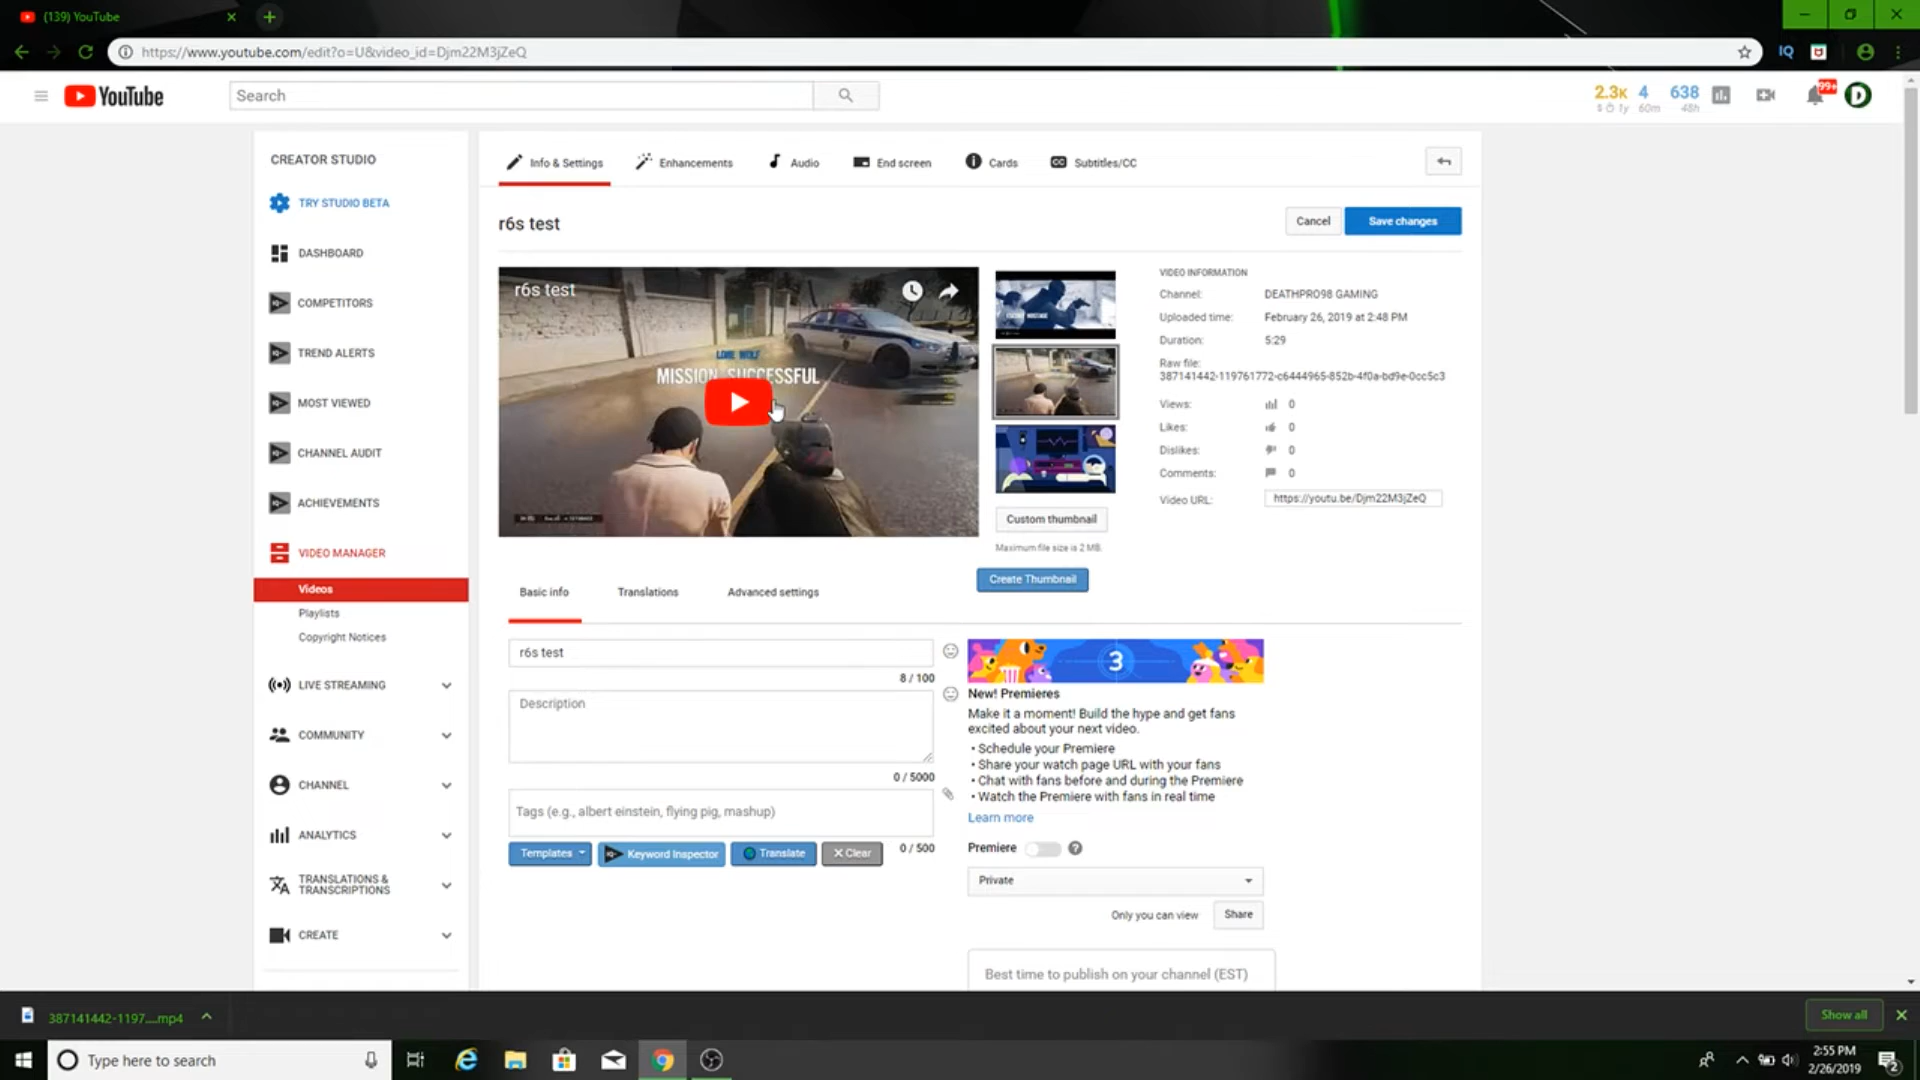 (139) YouTube
https://www.youtube.com/edit?o=U&video_id=Djm22M3jZeQ
IQ
YouTube
Search
2.3K 4 638
1y 60m 48h
99+
D
CREATOR STUDIO
TRY STUDIO BETA
DASHBOARD
COMPETITORS
TREND ALERTS
MOST VIEWED
CHANNEL AUDIT
ACHIEVEMENTS
VIDEO MANAGER
Videos
Playlists
Copyright Notices
LIVE STREAMING
COMMUNITY
CHANNEL
ANALYTICS
TRANSLATIONS &
TRANSCRIPTIONS
CREATE
Info & Settings
Enhancements
Audio
End screen
Cards
CC Subtitles/CC
r6s test
Cancel
Save changes
r6s test
LONE WOLF
MISSION SUCCESSFUL
ESCORT HOSTAGE
Custom thumbnail
Maximum file size is 2 MB.
Create Thumbnail
VIDEO INFORMATION
Channel: DEATHPRO98 GAMING
Uploaded time: February 26, 2019 at 2:48 PM
Duration: 5:29
Raw file:
387141442-119761772-c6444965-852b-4f0a-bd9e-0cc5c3
Views: 0
Likes: 0
Dislikes: 0
Comments: 0
Video URL: https://youtu.be/Djm22M3jZeQ
Basic info
Translations
Advanced settings
r6s test
8 / 100
Description
0 / 5000
Tags (e.g., albert einstein, flying pig, mashup)
Templates
Keyword Inspector
Translate
X Clear
0 / 500
3
New! Premieres
Make it a moment! Build the hype and get fans
excited about your next video.
• Schedule your Premiere
• Share your watch page URL with your fans
• Chat with fans before and during the Premiere
• Watch the Premiere with fans in real time
Learn more
Premiere ?
Private
Only you can view
Share
Best time to publish on your channel (EST)
387141442-1197....mp4
Show all
Type here to search
2:55 PM
2/26/2019
2